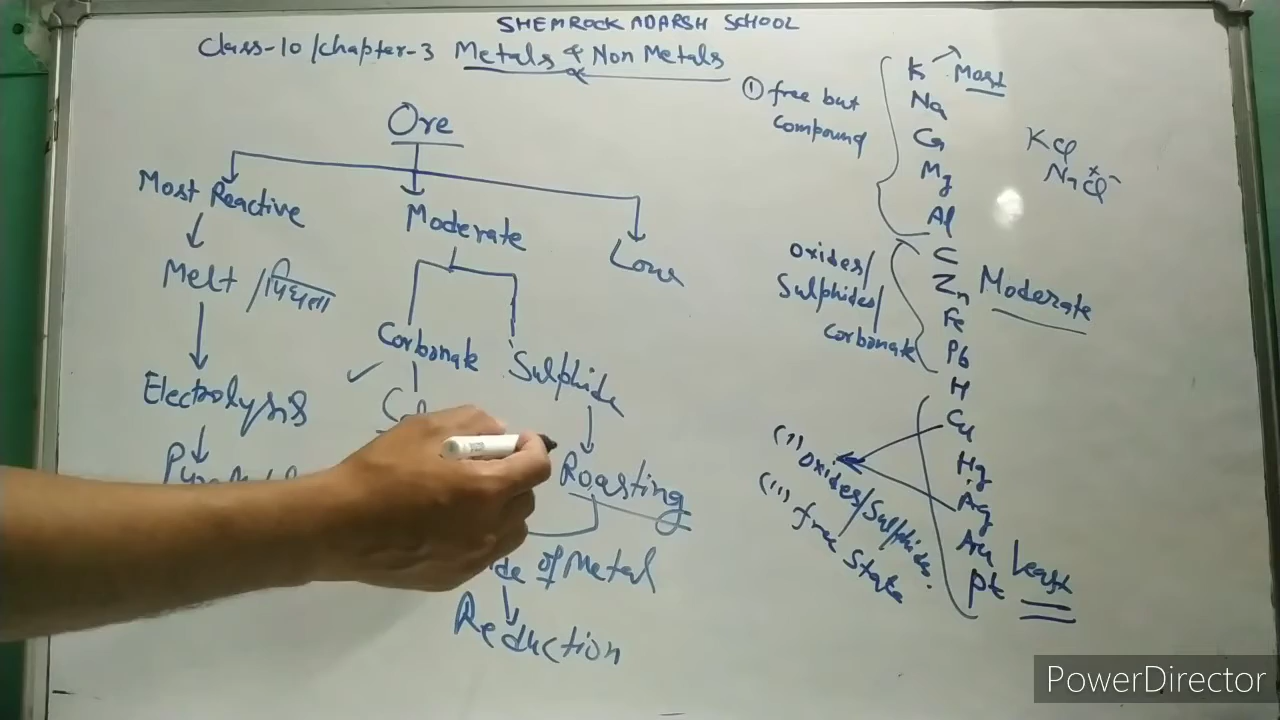 SHEMROCK ADARSH SCHOOL
Class-10/chapter-3 Metals & Non Metals
Ore
Most Reactive
Moderate
Low
Melt /
Carbonate
Sulphide
Electrolysis
Roasting
of Metal
Reduction
① free but
compound
K Most
Na
Ca
Mg
Al
C
Zn Moderate
Fe
Pb
H
Cu
Hg
Ag
Au Least
Pt
KCl
Na+Cl-
Oxides/
Sulphides/
Carbonate
(i) Oxides/Sulphides.
(ii) free State
PowerDirector